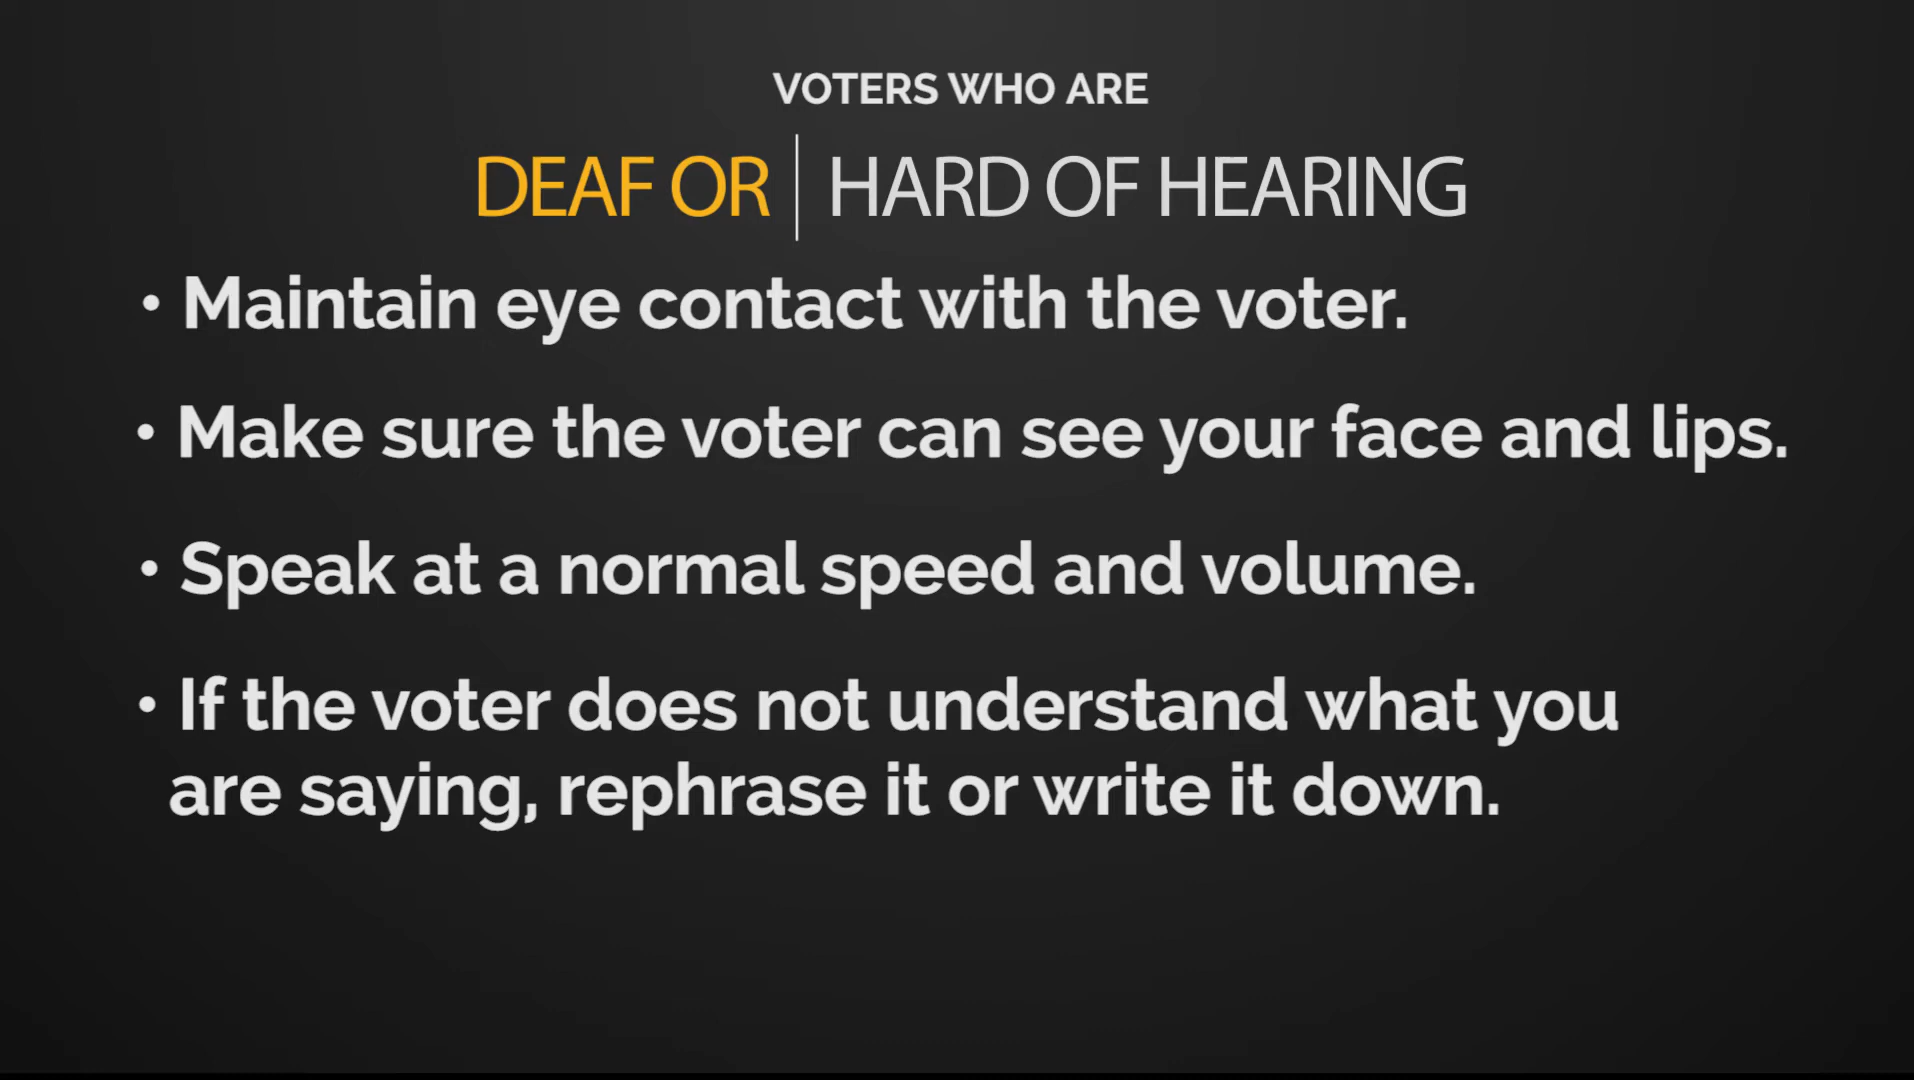 VOTERS WHO ARE
DEAF OR HARD OF HEARING
• Maintain eye contact with the voter.
• Make sure the voter can see your face and lips.
• Speak at a normal speed and volume.
• If the voter does not understand what you
are saying, rephrase it or write it down.